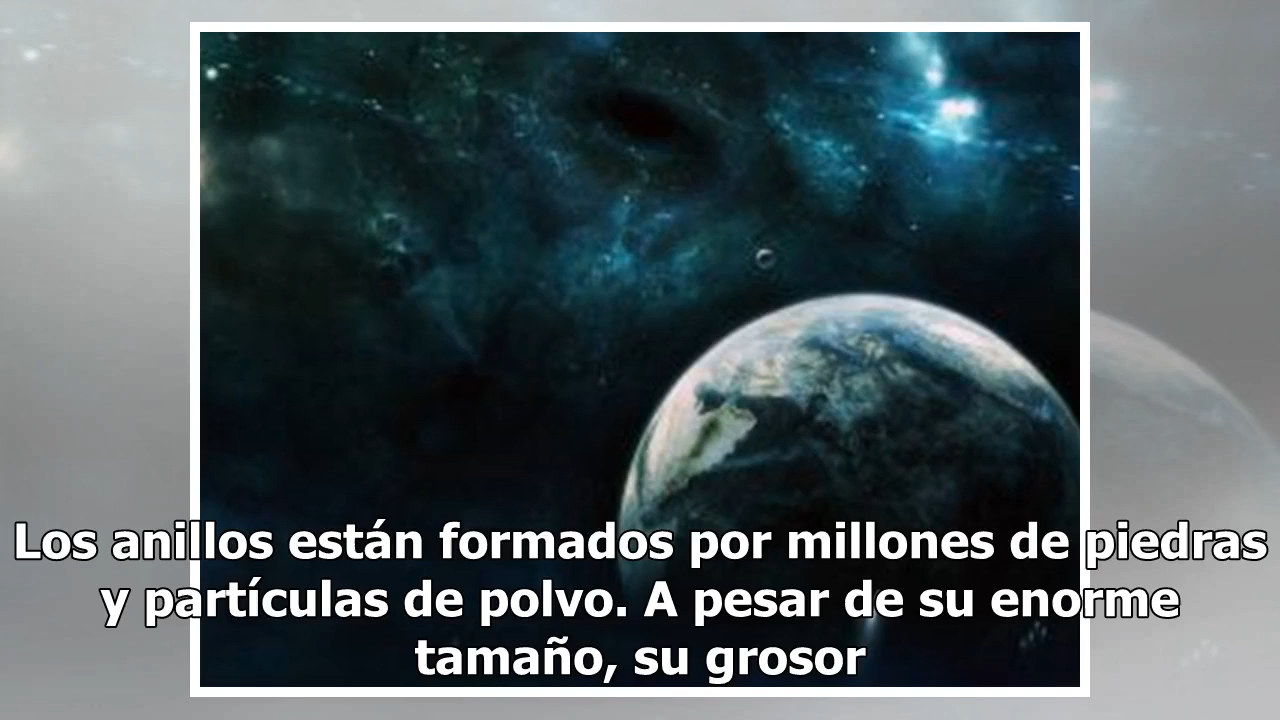 Los anillos están formados por millones de piedras
y partículas de polvo. A pesar de su enorme
tamaño, su grosor